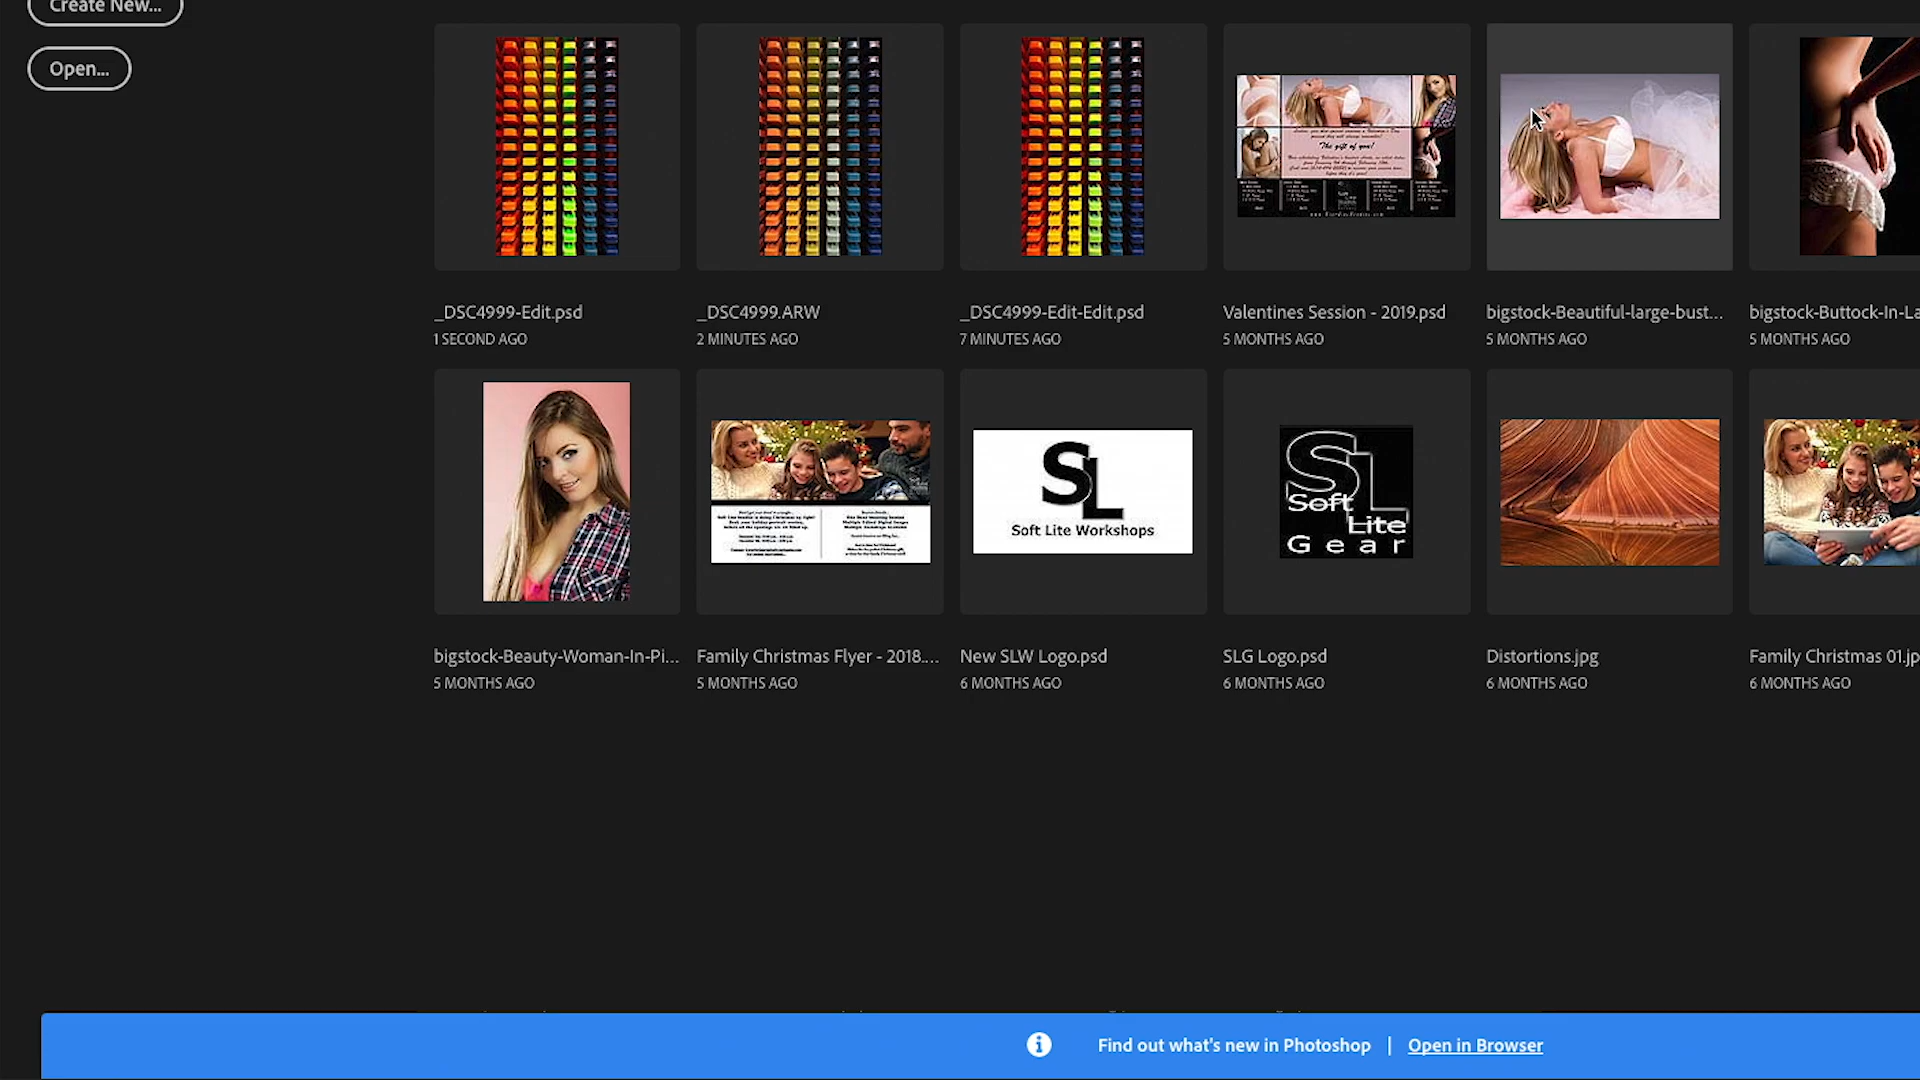 Create New...
Open...
The gift of you!
_DSC4999-Edit.psd
1 SECOND AGO
_DSC4999.ARW
2 MINUTES AGO
_DSC4999-Edit-Edit.psd
7 MINUTES AGO
Valentines Session - 2019.psd
5 MONTHS AGO
bigstock-Beautiful-large-bust...
5 MONTHS AGO
bigstock-Buttock-In-La
5 MONTHS AGO
SL
Soft Lite Workshops
SL
Soft
Lite
Gear
bigstock-Beauty-Woman-In-Pi...
5 MONTHS AGO
Family Christmas Flyer - 2018....
5 MONTHS AGO
New SLW Logo.psd
6 MONTHS AGO
SLG Logo.psd
6 MONTHS AGO
Distortions.jpg
6 MONTHS AGO
Family Christmas 01.jp
6 MONTHS AGO
Find out what's new in Photoshop | Open in Browser